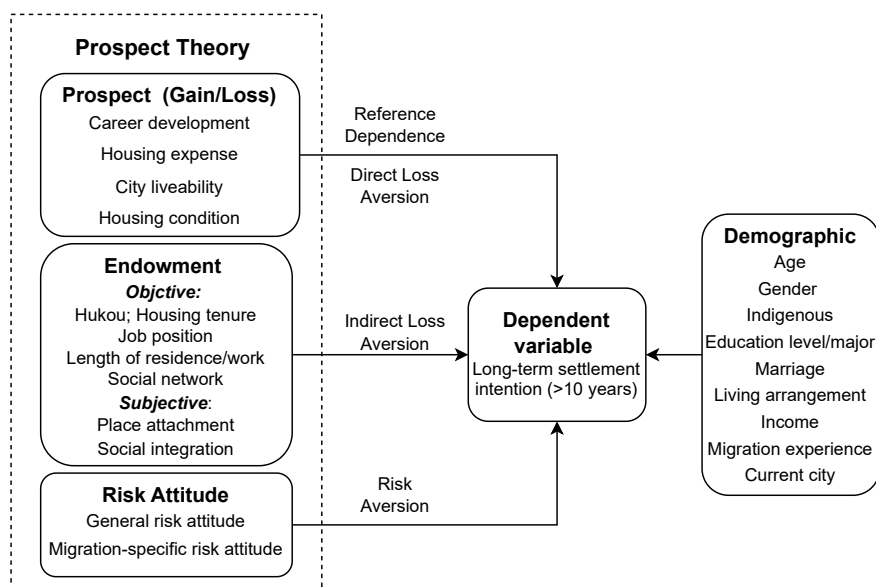 Prospect Theory
Prospect (Gain/Loss)
Career development
Housing expense
City liveability
Housing condition
Endowment
Objctive:
Hukou; Housing tenure
Job position
Length of residence/work
Social network
Subjective:
Place attachment
Social integration
Risk Attitude
General risk attitude
Migration-specific risk attitude
Reference
Dependence
Direct Loss
Aversion
Indirect Loss
Aversion
Risk
Aversion
Dependent
variable
Long-term settlement
intention (>10 years)
Demographic
Age
Gender
Indigenous
Education level/major
Marriage
Living arrangement
Income
Migration experience
Current city